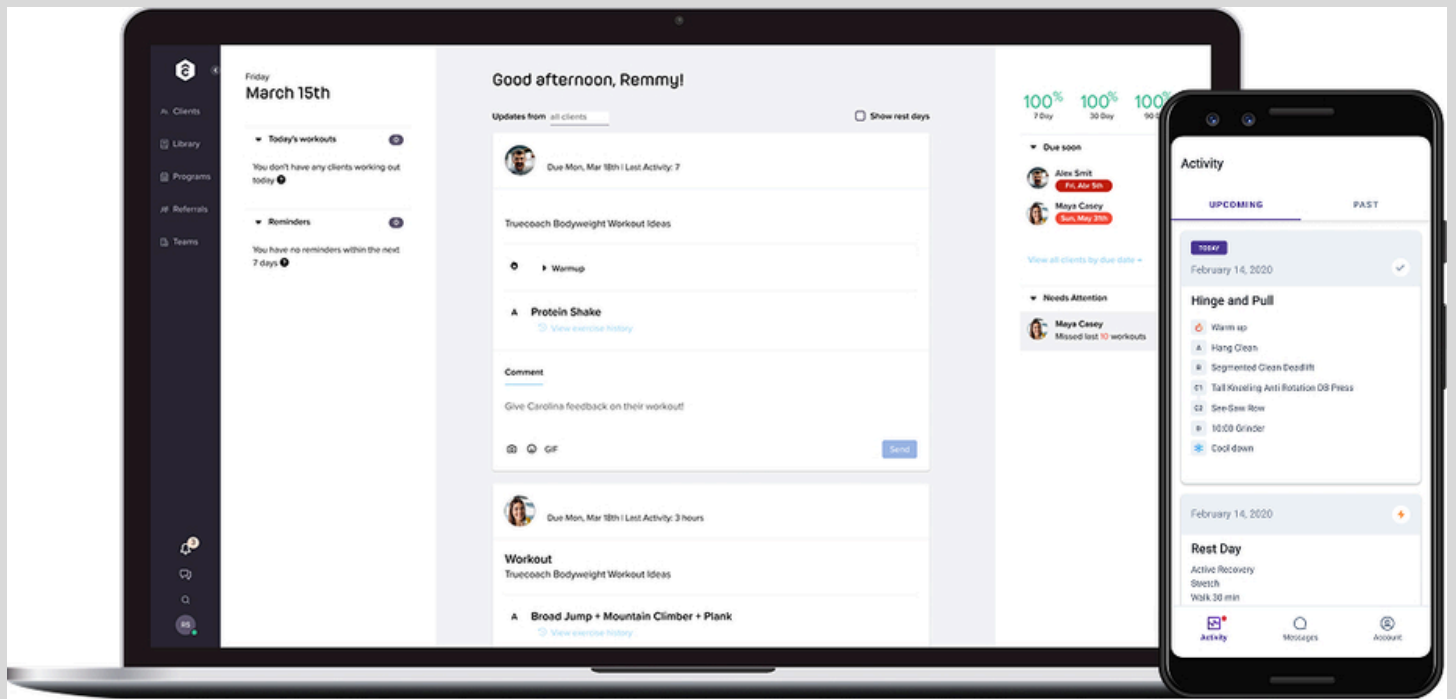 Clients
Library
Programs
Referrals
Teams
3
RS
Friday
March 15th
Today's workouts
0
You don't have any clients working out
today
Reminders
0
You have no reminders within the next
7 days
Good afternoon, Remmy!
Updates from all clients
Show rest days
Due Mon, Mar 18th | Last Activity: 7
Truecoach Bodyweight Workout Ideas
Warmup
A Protein Shake
View exercise history
Comment
Give Carolina feedback on their workout!
GIF
Send
Due Mon, Mar 18th | Last Activity: 3 hours
Workout
Truecoach Bodyweight Workout Ideas
A Broad Jump + Mountain Climber + Plank
View exercise history
100% 100% 100%
7 Day 30 Day 90
Due soon
Alex Smit
Fri, Abr 5th
Maya Casey
Sun, May 31th
View all clients by due date
Needs Attention
Maya Casey
Missed last 10 workouts
Activity
UPCOMING PAST
TODAY
February 14, 2020
Hinge and Pull
Warm up
A Hang Clean
B Segmented Clean Deadlift
C1 Tall Kneeling Anti Rotation DB Press
C2 See-Saw Row
D 10:00 Grinder
Cool down
February 14, 2020
Rest Day
Active Recovery
Stretch
Walk 30 min
Activity Messages Account